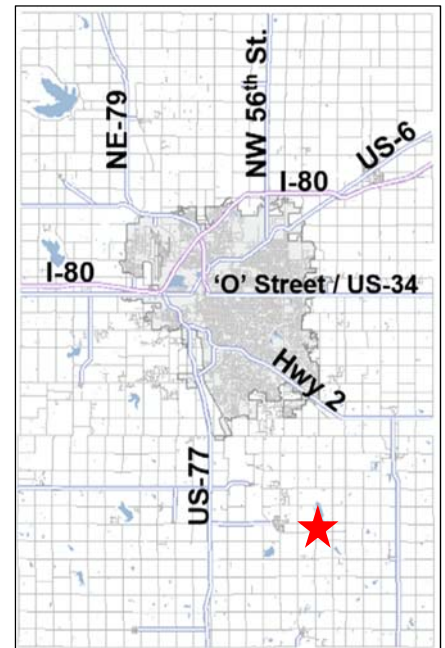 NE-79
NW 56th St.
US-6
I-80
I-80
'O' Street / US-34
Hwy 2
US-77